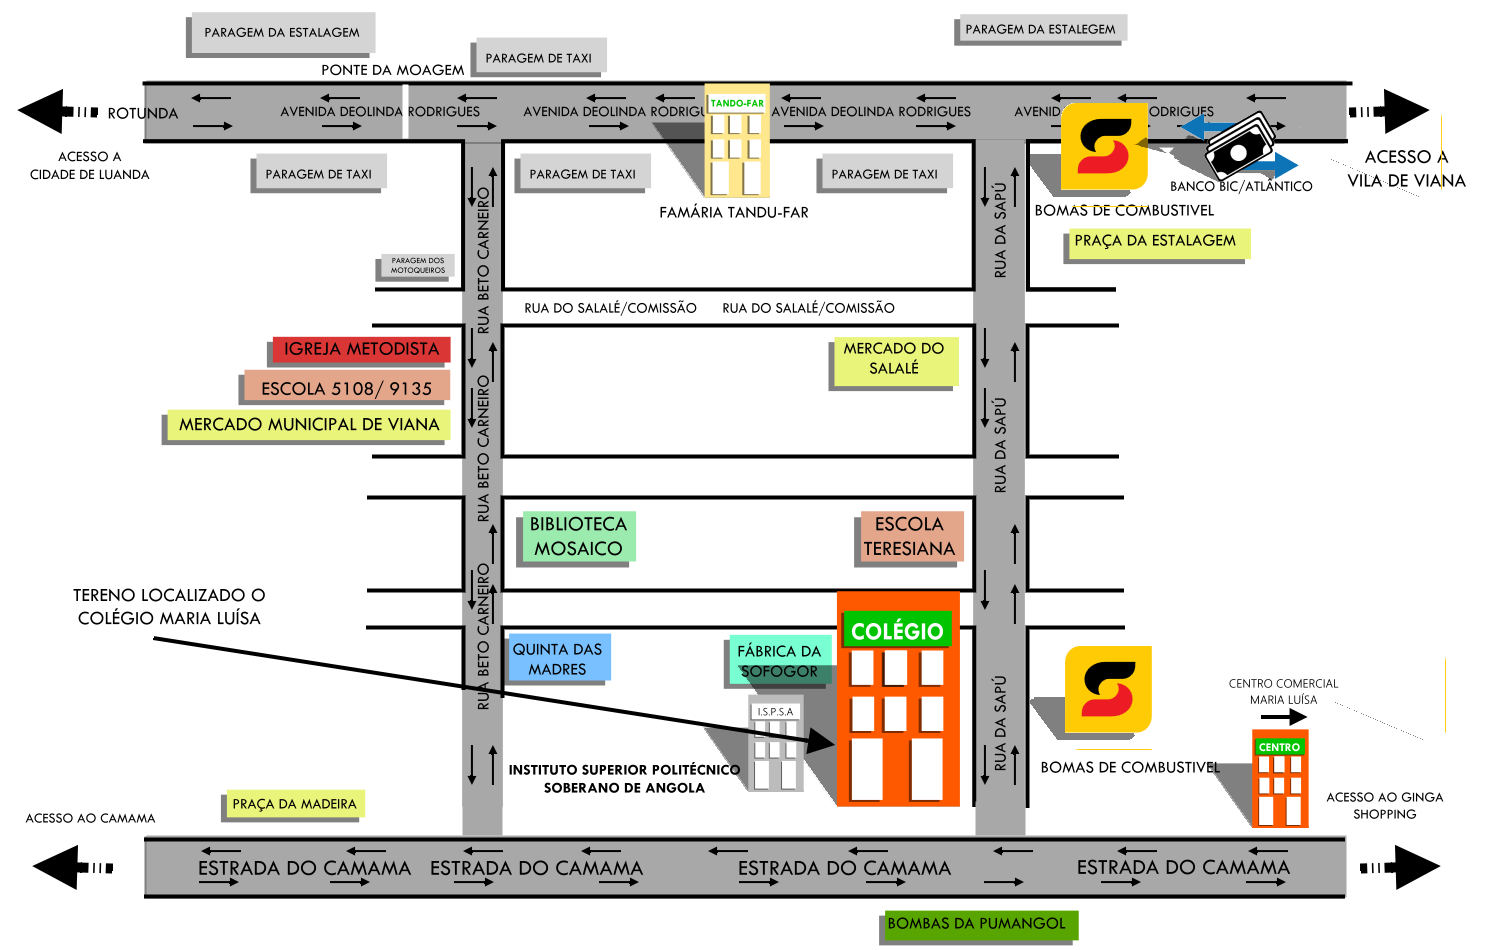 PARAGEM DA ESTALAGEM
PARAGEM DE TAXI
PARAGEM DA ESTALEGEM
PONTE DA MOAGEM
ROTUNDA
AVENIDA DEOLINDA RODRIGUES
AVENIDA DEOLINDA RODRIGU
TANDO-FAR
AVENIDA DEOLINDA RODRIGUES
AVENID
ODRIGUES
ACESSO A
CIDADE DE LUANDA
PARAGEM DE TAXI
PARAGEM DE TAXI
PARAGEM DE TAXI
ACESSO A
VILA DE VIANA
BANCO BIC/ATLÂNTICO
FAMÁRIA TANDU-FAR
BOMAS DE COMBUSTIVEL
PRAÇA DA ESTALAGEM
RUA BETO CARNEIRO
RUA DA SAPÚ
PARAGEM DOS
MOTOQUEIROS
RUA DO SALALÉ/COMISSÃO
RUA DO SALALÉ/COMISSÃO
IGREJA METODISTA
ESCOLA 5108/ 9135
MERCADO MUNICIPAL DE VIANA
MERCADO DO
SALALÉ
RUA BETO CARNEIRO
RUA DA SAPÚ
BIBLIOTECA
MOSAICO
ESCOLA
TERESIANA
TERENO LOCALIZADO O
COLÉGIO MARIA LUÍSA
RUA BETO CARNEIRO
QUINTA DAS
MADRES
FÁBRICA DA
SOFOGOR
COLÉGIO
I.S.P.S.A
RUA DA SAPÚ
INSTITUTO SUPERIOR POLITÉCNICO
SOBERANO DE ANGOLA
BOMAS DE COMBUSTIVEL
CENTRO COMERCIAL
MARIA LUÍSA
CENTRO
ACESSO AO GINGA
SHOPPING
PRAÇA DA MADEIRA
ACESSO AO CAMAMA
ESTRADA DO CAMAMA
ESTRADA DO CAMAMA
ESTRADA DO CAMAMA
ESTRADA DO CAMAMA
BOMBAS DA PUMANGOL